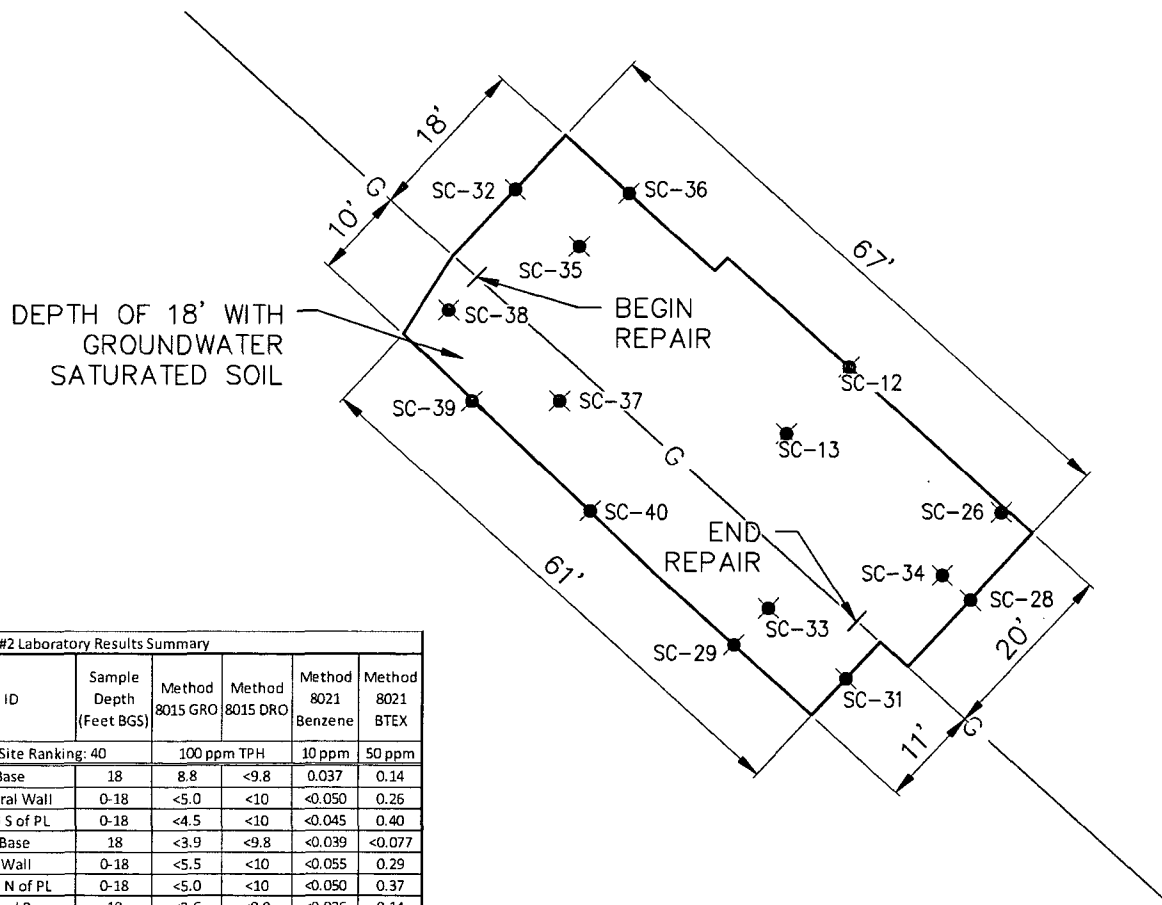 18'
G
10'
SC-32
SC-36
67'
SC-35
DEPTH OF 18' WITH
GROUNDWATER
SATURATED SOIL
SC-38
BEGIN
REPAIR
SC-12
SC-39
SC-37
SC-13
G
SC-40
SC-26
END
REPAIR
61'
SC-34
SC-28
SC-33
20'
SC-29
SC-31
11'
G
#2 Laboratory Results Summary
ID Sample Depth (Feet BGS) Method 8015 GRO Method 8015 DRO Method 8021 Benzene Method 8021 BTEX
Site Ranking: 40 100 ppm TPH 10 ppm 50 ppm
Base 18 8.8 <9.8 0.037 0.14
Wall 0-18 <5.0 <10 <0.050 0.26
S of PL 0-18 <4.5 <10 <0.045 0.40
Base 18 <3.9 <9.8 <0.039 <0.077
Wall 0-18 <5.5 <10 <0.055 0.29
N of PL 0-18 <5.0 <10 <0.050 0.37